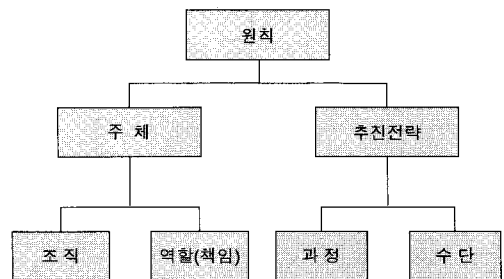 원칙
주 체
추진전략
조 직
역할(책임)
과 정
수 단